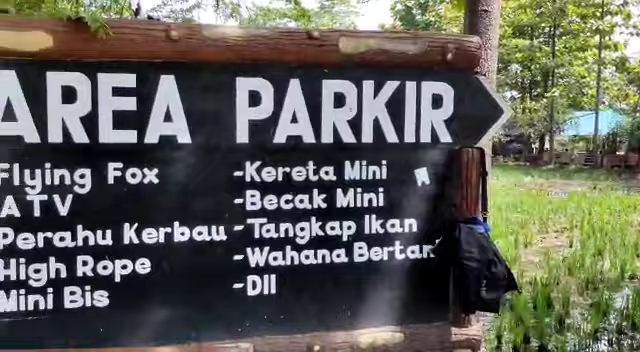 AREA PARKIR
Flying Fox
ATV
Perahu Kerbau
High Rope
Mini Bis
-Kereta Mini
-Becak Mini
-Tangkap Ikan
-Wahana Bertan
-Dll